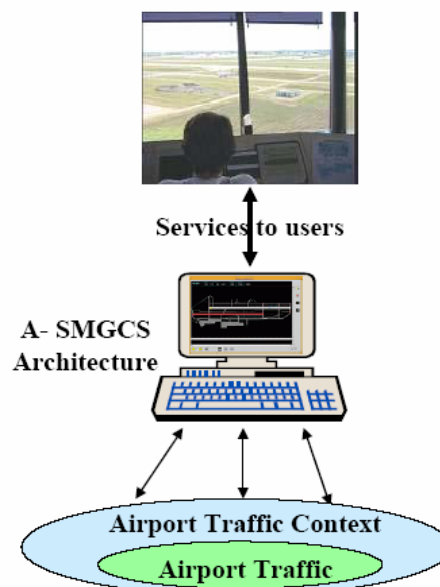 Services to users
A- SMGCS
Architecture
Airport Traffic Context
Airport Traffic